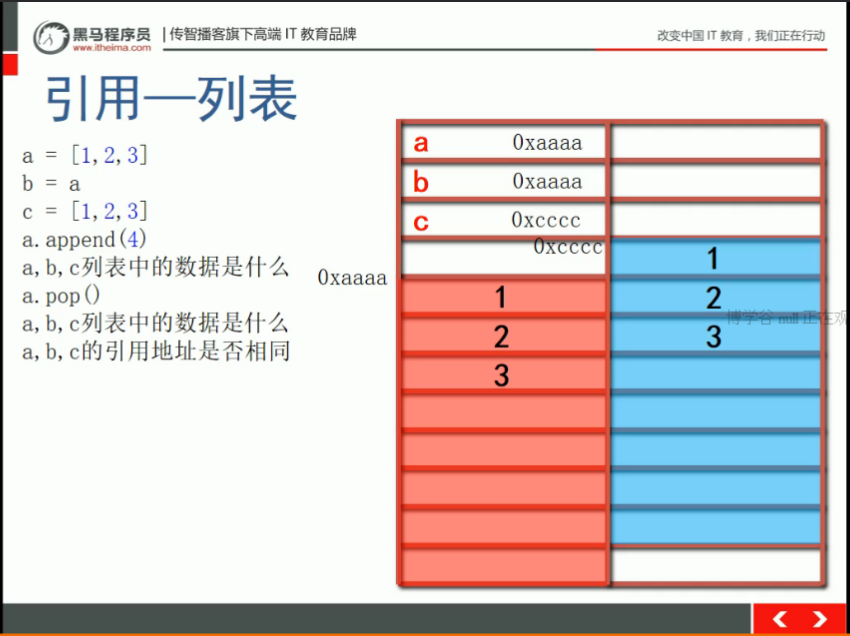 黑马程序员
www.itheima.com
传智播客旗下高端 IT 教育品牌
改变中国 IT 教育，我们正在行动
引用—列表
a = [1,2,3]
b = a
c = [1,2,3]
a.append(4)
a,b,c列表中的数据是什么
a.pop()
a,b,c列表中的数据是什么
a,b,c的引用地址是否相同
a 0xaaaa
b 0xaaaa
c 0xcccc
0xcccc
0xaaaa
1
2
3
1
2
3
博学谷 null 正在观